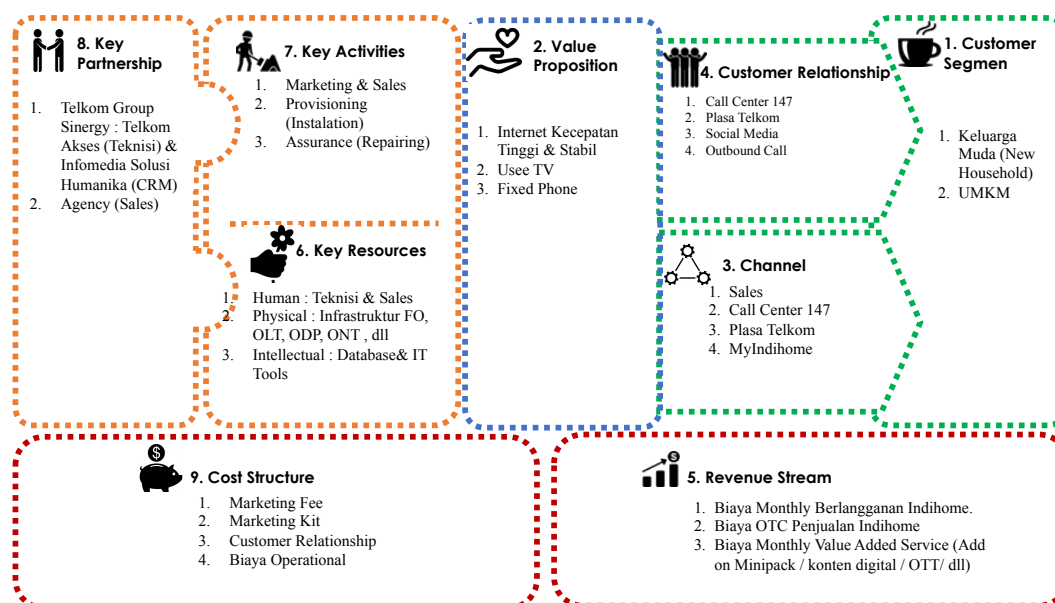 8. Key
Partnership
1. Telkom Group
Sinergy : Telkom
Akses (Teknisi) &
Infomedia Solusi
Humanika (CRM)
2. Agency (Sales)
7. Key Activities
1. Marketing & Sales
2. Provisioning
(Instalation)
3. Assurance (Repairing)
6. Key Resources
1. Human : Teknisi & Sales
2. Physical : Infrastruktur FO,
OLT, ODP, ONT , dll
3. Intellectual : Database& IT
Tools
2. Value
Proposition
1. Internet Kecepatan
Tinggi & Stabil
2. Usee TV
3. Fixed Phone
4. Customer Relationship
1. Call Center 147
2. Plasa Telkom
3. Social Media
4. Outbound Call
3. Channel
1. Sales
2. Call Center 147
3. Plasa Telkom
4. MyIndihome
1. Customer
Segmen
1. Keluarga
Muda (New
Household)
2. UMKM
$
9. Cost Structure
1. Marketing Fee
2. Marketing Kit
3. Customer Relationship
4. Biaya Operational
$
5. Revenue Stream
1. Biaya Monthly Berlangganan Indihome.
2. Biaya OTC Penjualan Indihome
3. Biaya Monthly Value Added Service (Add
on Minipack / konten digital / OTT/ dll)